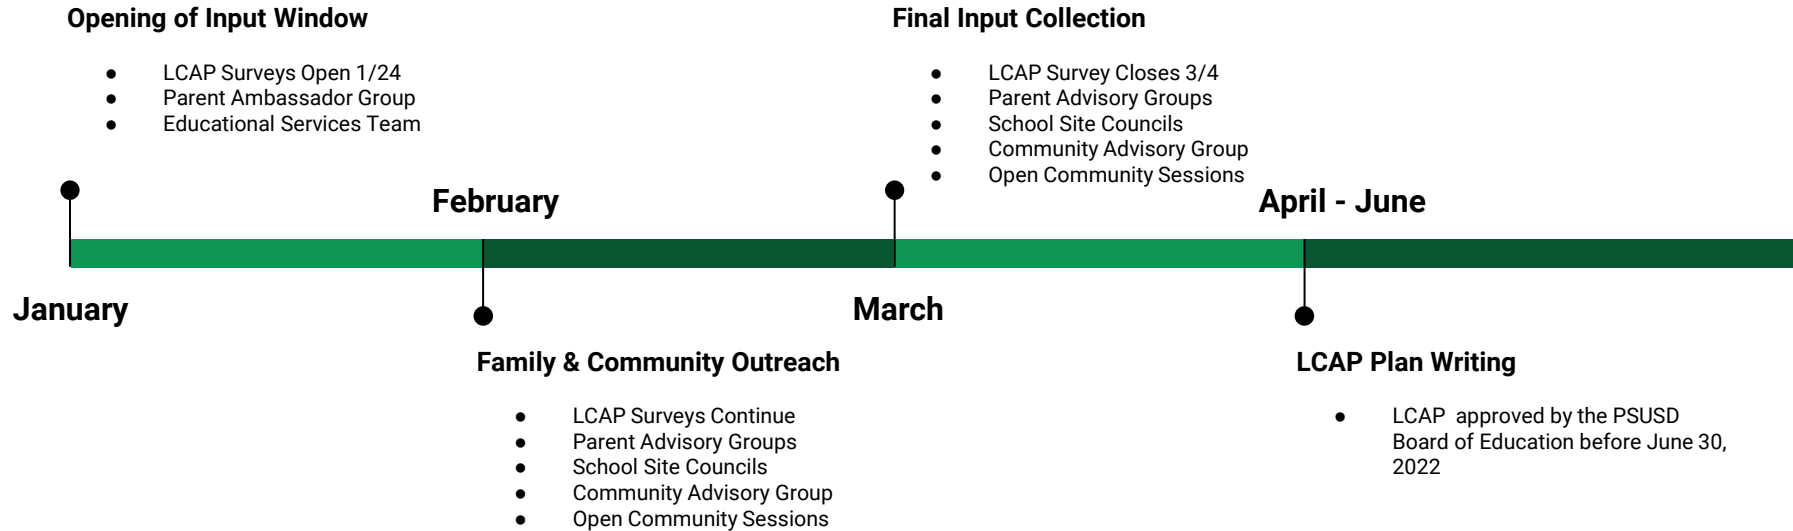 Opening of Input Window
● LCAP Surveys Open 1/24
● Parent Ambassador Group
● Educational Services Team
January
February
Family & Community Outreach
● LCAP Surveys Continue
● Parent Advisory Groups
● School Site Councils
● Community Advisory Group
● Open Community Sessions
Final Input Collection
● LCAP Survey Closes 3/4
● Parent Advisory Groups
● School Site Councils
● Community Advisory Group
● Open Community Sessions
March
April - June
LCAP Plan Writing
● LCAP approved by the PSUSD
Board of Education before June 30,
2022